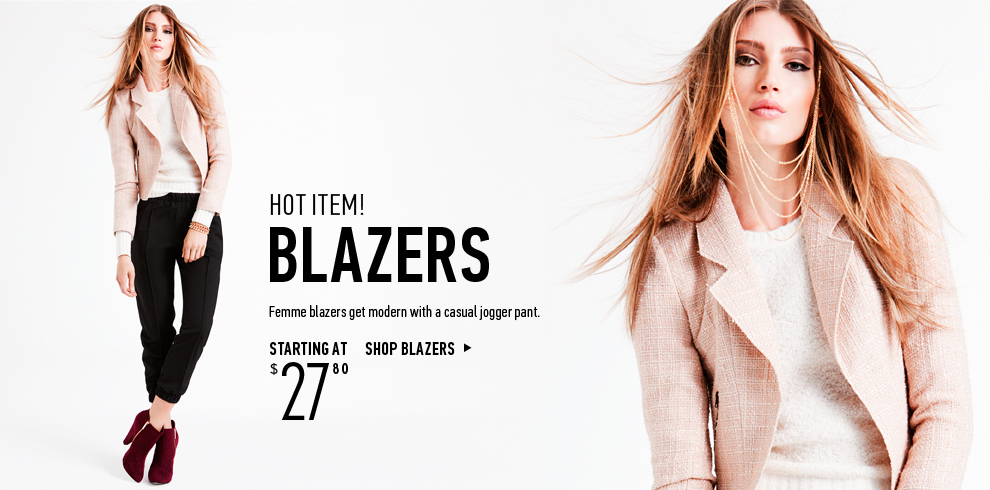 HOT ITEM!
BLAZERS
Femme blazers get modern with a casual jogger pant.
STARTING AT SHOP BLAZERS ►
$27 80